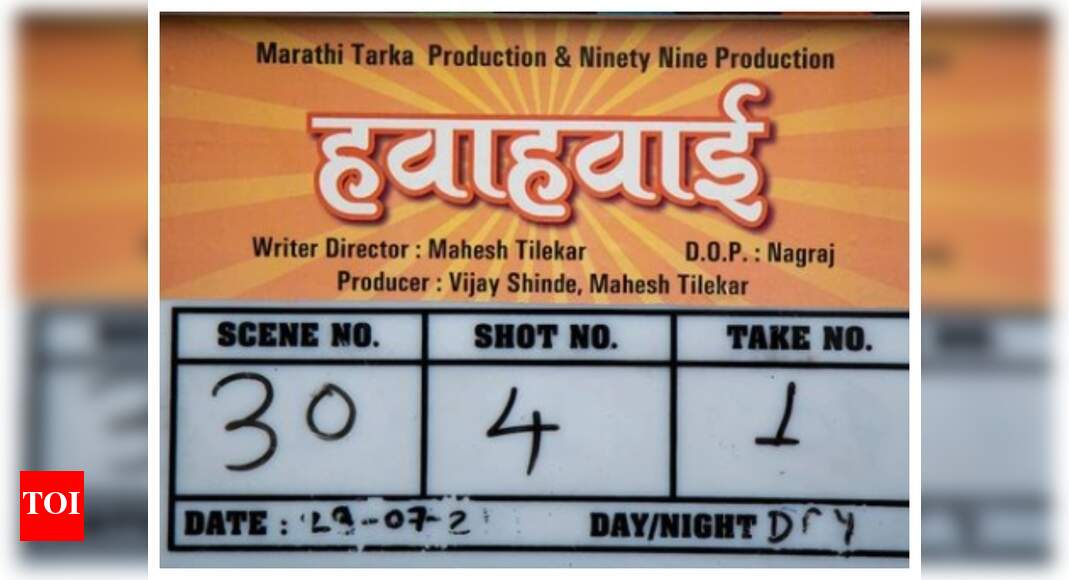 Marathi Tarka Production & Ninety Nine Production
हवाहवाई
Writer Director : Mahesh Tilekar D.O.P. : Nagraj
Producer : Vijay Shinde, Mahesh Tilekar
SCENE NO. SHOT NO. TAKE NO.
30 4 1
TOI
DATE : DAY/NIGHT